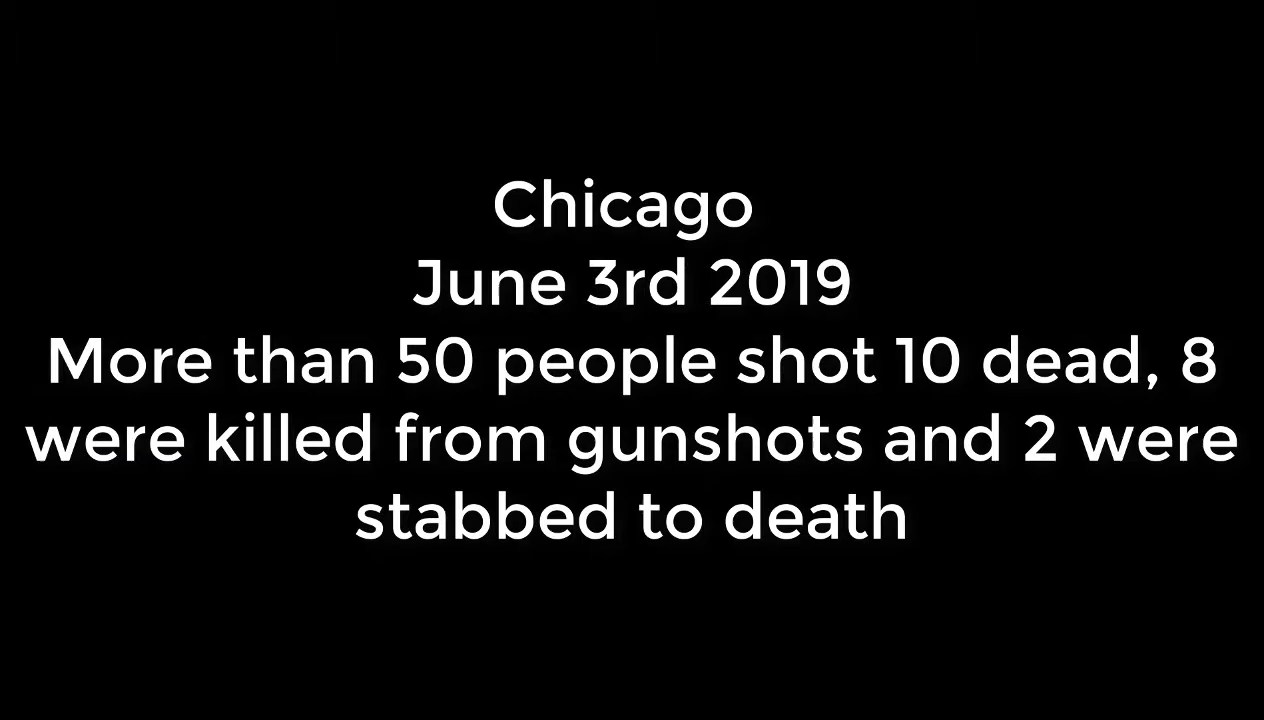 Chicago
June 3rd 2019
More than 50 people shot 10 dead, 8
were killed from gunshots and 2 were
stabbed to death